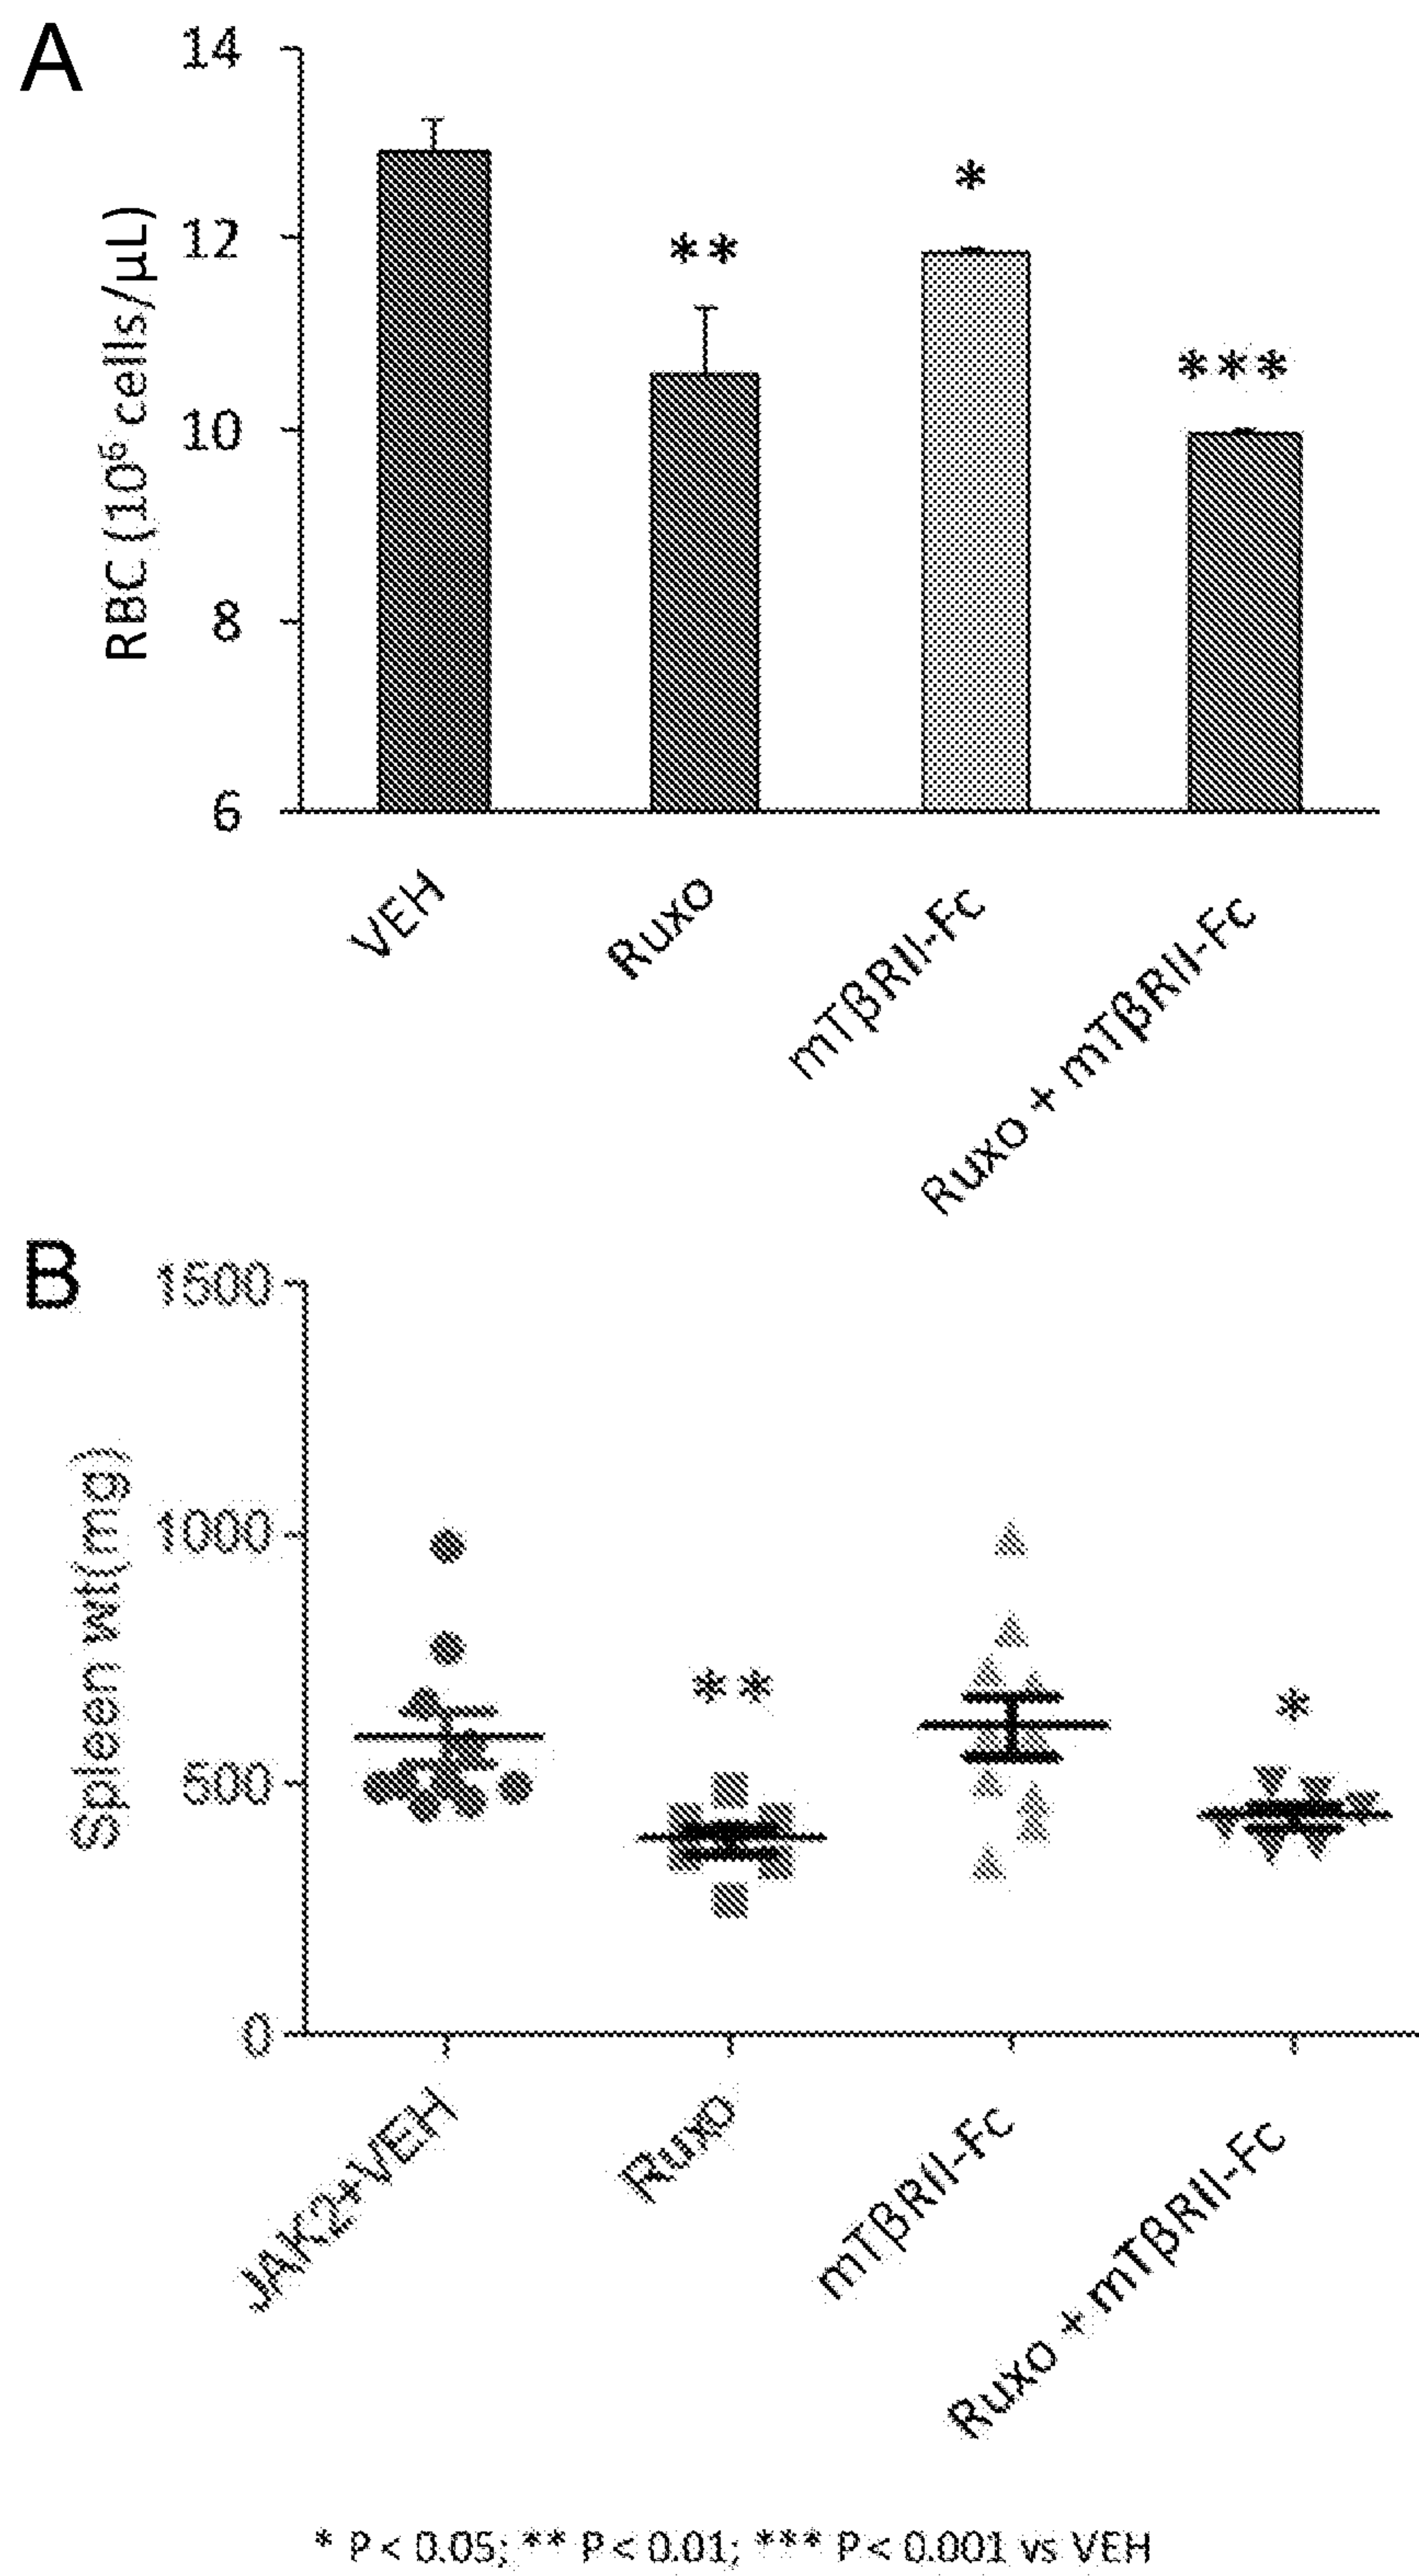 A
14
12
10
8
6
RBC (10⁶ cells/μL)
**
*
***
VEH
Ruxo
mTβRII-Fc
Ruxo + mTβRII-Fc
B
1500
1000
500
0
Spleen wt(mg)
**
*
JAK2+VEH
Ruxo
mTβRII-Fc
Ruxo + mTβRII-Fc
* P < 0.05; ** P < 0.01; *** P < 0.001 vs VEH